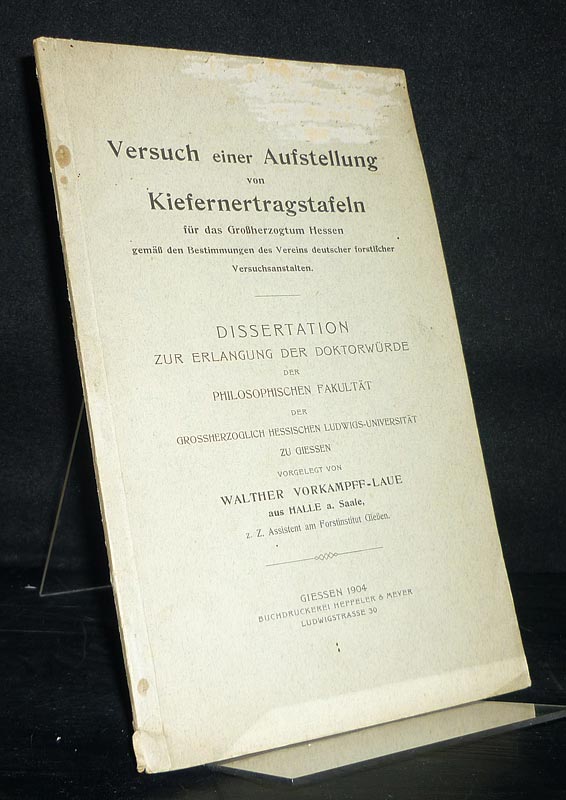 Versuch einer Aufstellung
von
Kiefernertragstafeln
für das Großherzogtum Hessen
gemäß den Bestimmungen des Vereins deutscher forstlicher
Versuchsanstalten.
DISSERTATION
ZUR ERLANGUNG DER DOKTORWÜRDE
DER
PHILOSOPHISCHEN FAKULTÄT
DER
GROSSHERZOGLICH HESSISCHEN LUDWIGS-UNIVERSITÄT
ZU GIESSEN
VORGELEGT VON
WALTHER VORKAMPFF-LAUE
aus HALLE a. Saale,
z. Z. Assistent am Forstinstitut Gießen.
GIESSEN 1904
BUCHDRUCKEREI HEPPELER & MEYER
LUDWIGSTRASSE 30